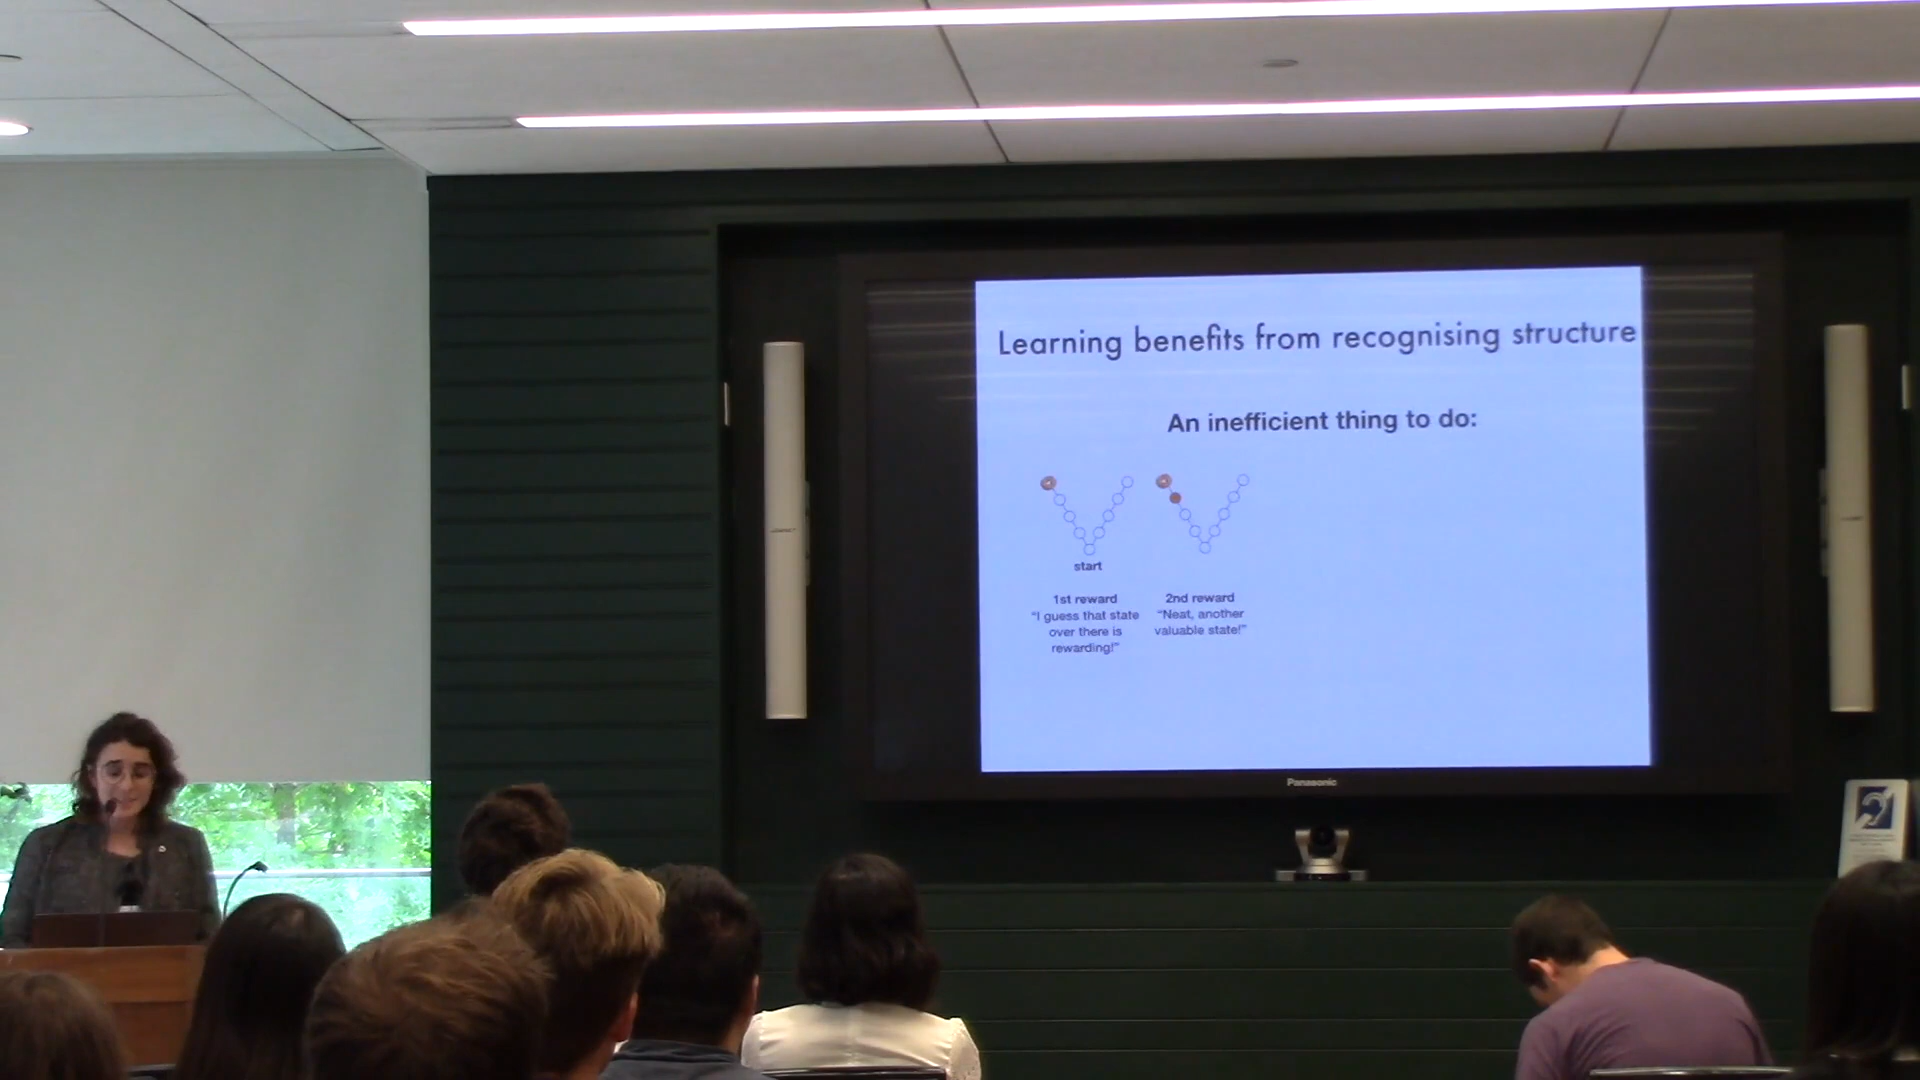 Learning benefits from recognising structure
An inefficient thing to do:
start
1st reward
"I guess that state
over there is
rewarding!"
2nd reward
"Neat, another
valuable state!"
Panasonic